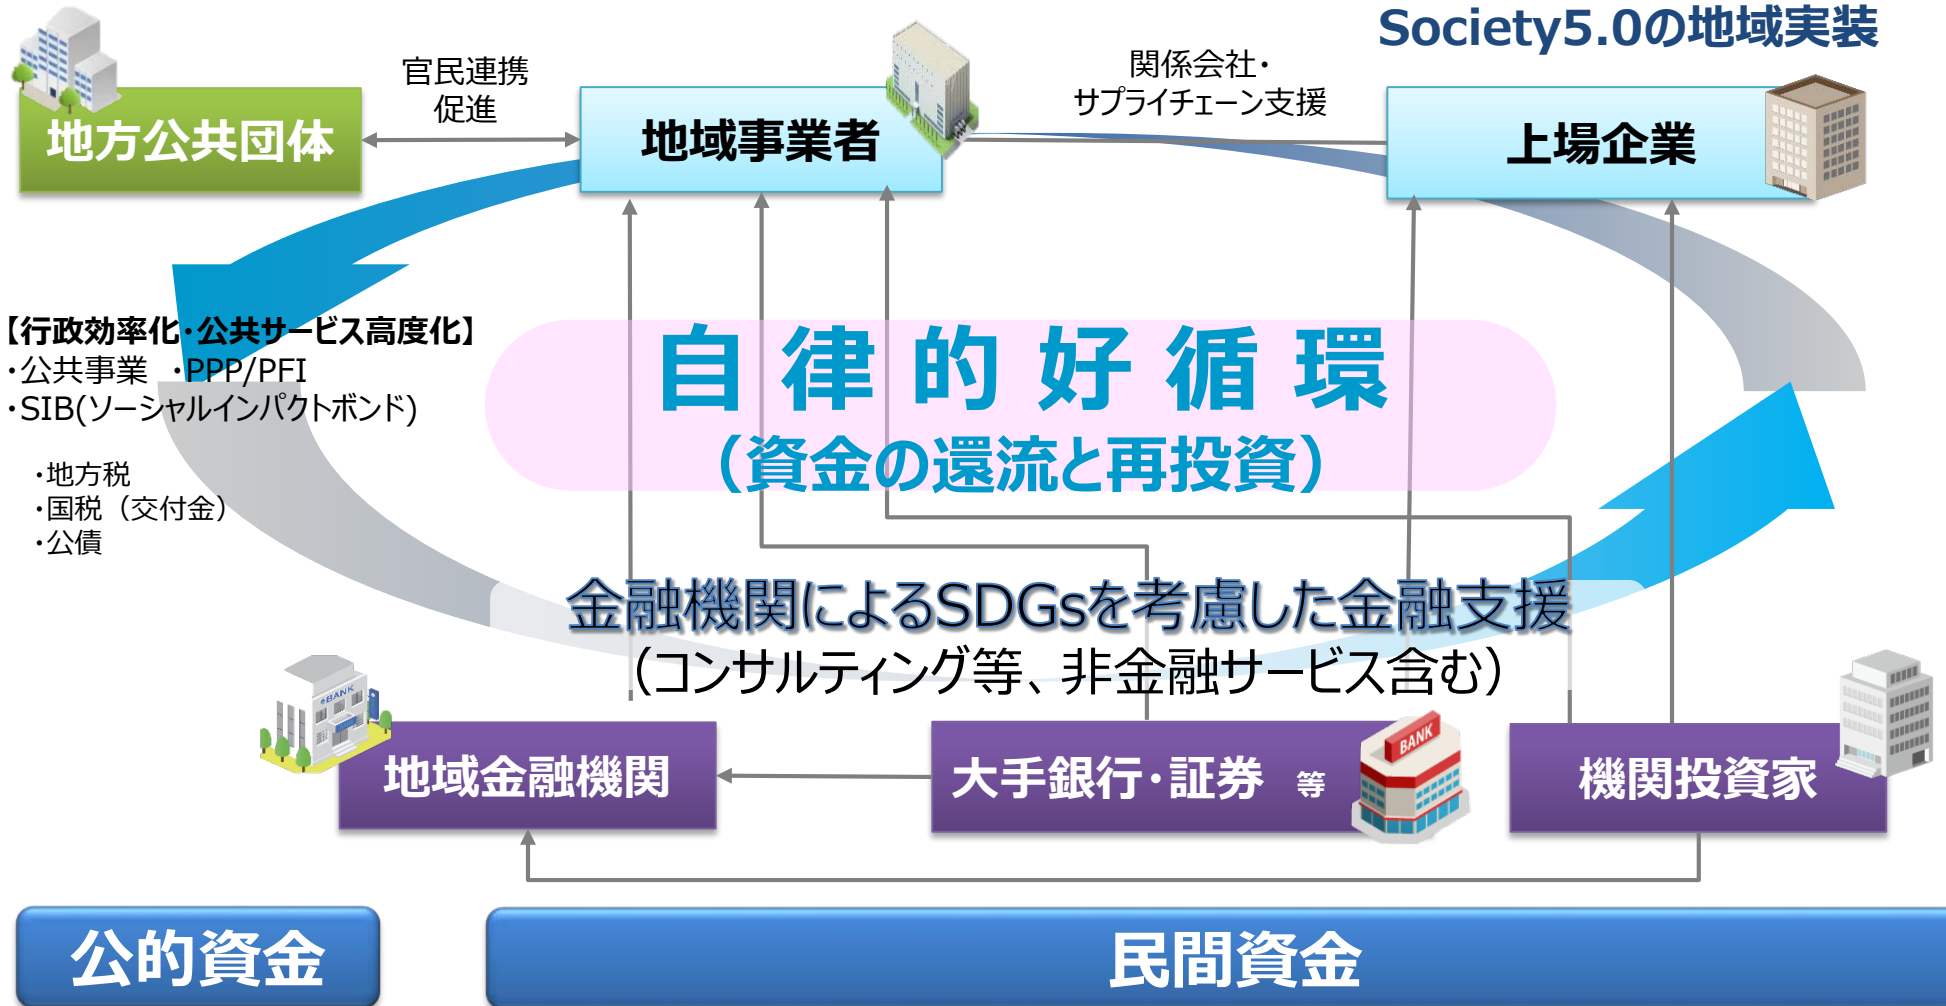 Society5.0の地域実装
官民連携
促進
関係会社・
サプライチェーン支援
地方公共団体
地域事業者
上場企業
【行政効率化・公共サービス高度化】
・公共事業　・PPP/PFI
・SIB(ソーシャルインパクトボンド)
・地方税
・国税（交付金）
・公債
自律的好循環
（資金の還流と再投資）
金融機関によるSDGsを考慮した金融支援
（コンサルティング等、非金融サービス含む）
BANK
地域金融機関
大手銀行・証券　等
BANK
機関投資家
公的資金
民間資金